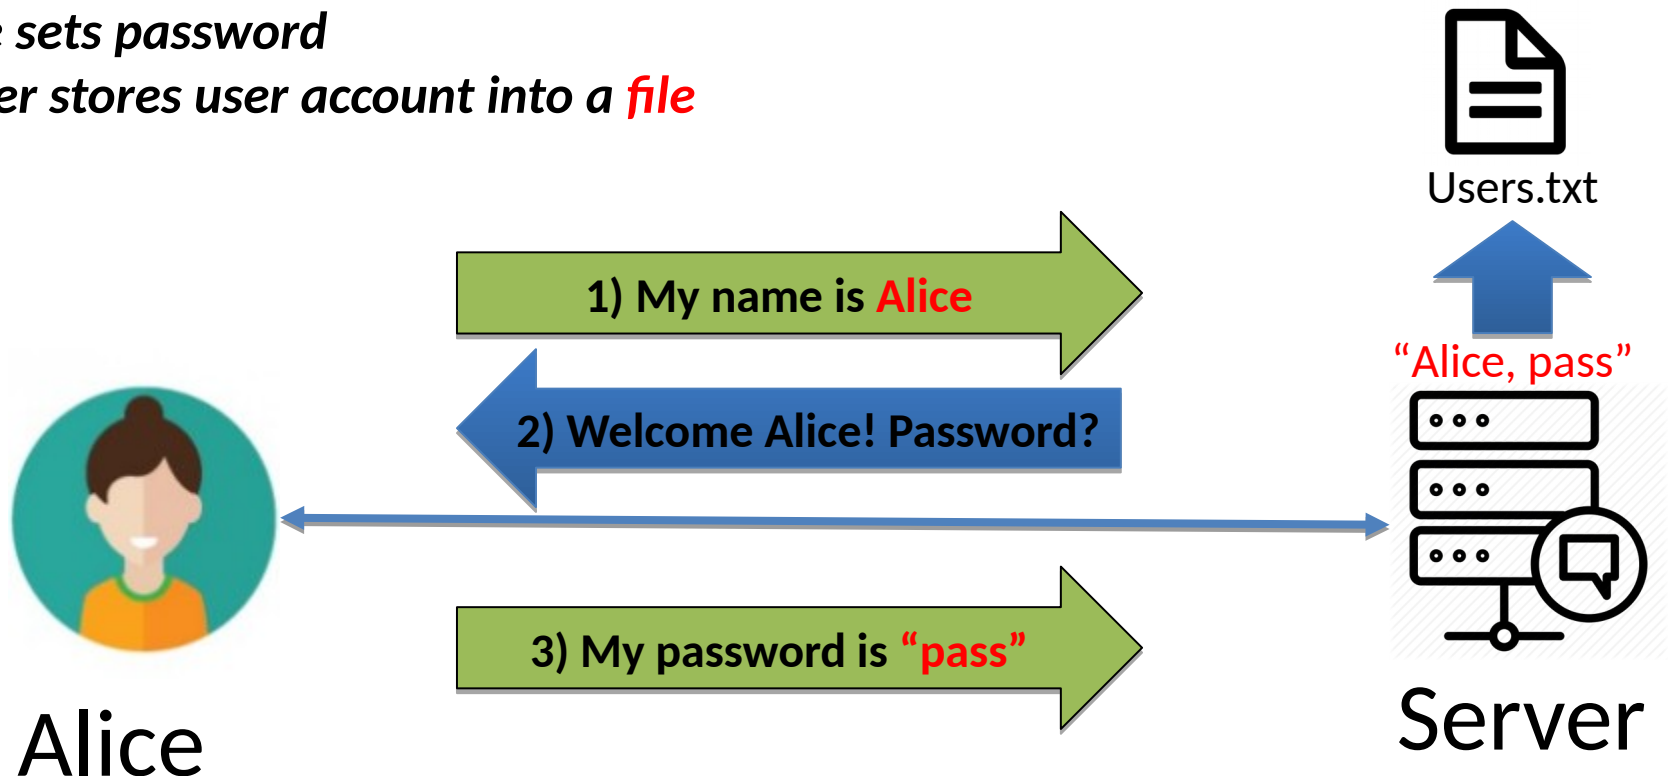 sets password
stores user account into a file
Users.txt
1) My name is Alice
“Alice, pass”
2) Welcome Alice! Password?
3) My password is “pass”
Alice
Server